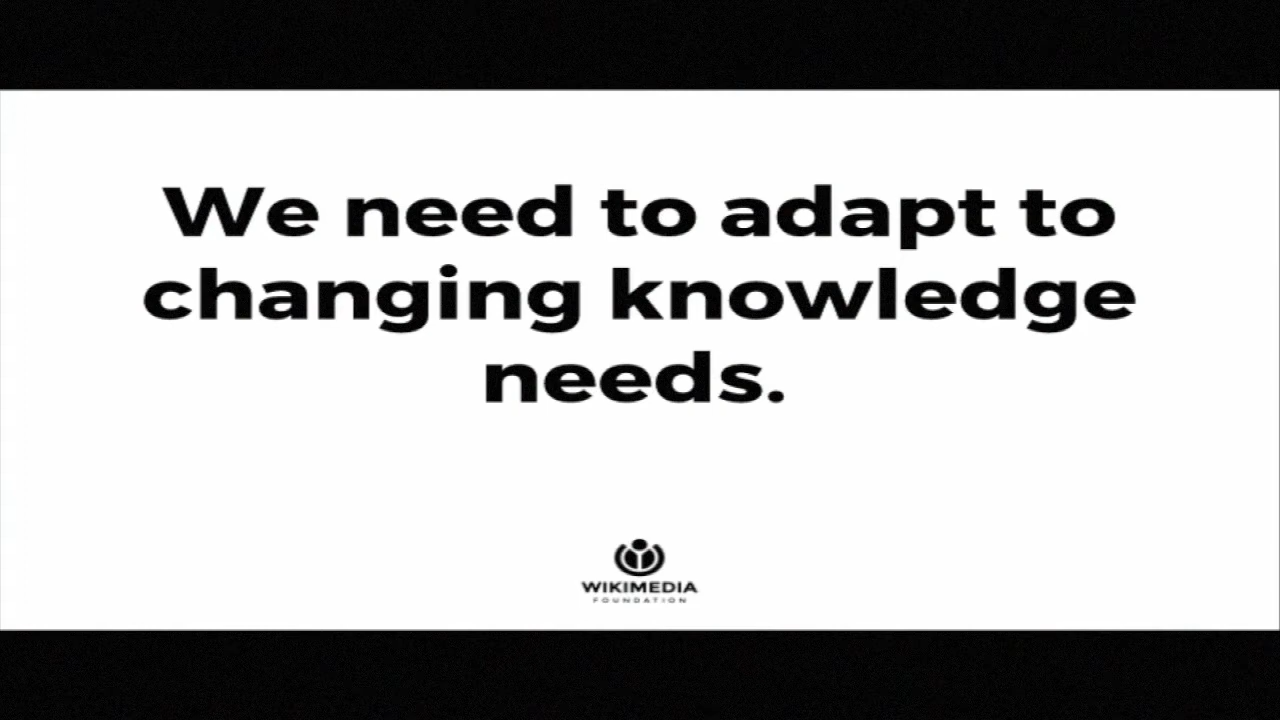 We need to adapt to
changing knowledge
needs.
WIKIMEDIA
FOUNDATION